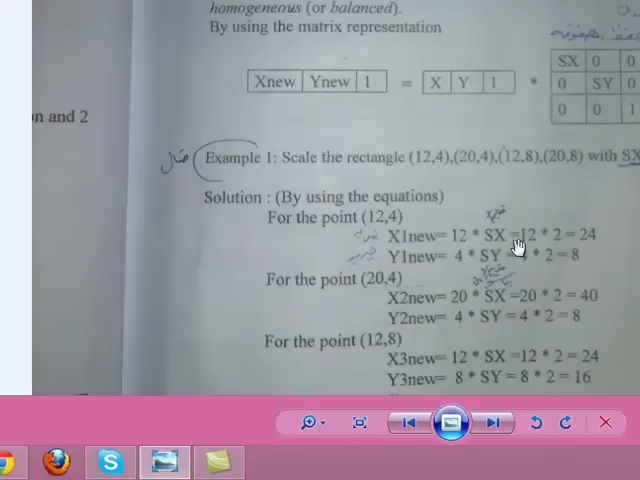 homogeneous (or balanced).
By using the matrix representation
Xnew Ynew 1 = X Y 1 *
SX 0 0
0 SY 0
0 0 1
on and 2
مثال
Example 1: Scale the rectangle (12,4),(20,4),(12,8),(20,8) with SX
Solution : (By using the equations)
For the point (12,4)
X1new= 12 * SX =12 * 2 = 24
Y1new= 4 * SY = 4 * 2 = 8
For the point (20,4)
X2new= 20 * SX =20 * 2 = 40
Y2new= 4 * SY = 4 * 2 = 8
For the point (12,8)
X3new= 12 * SX =12 * 2 = 24
Y3new= 8 * SY = 8 * 2 = 16